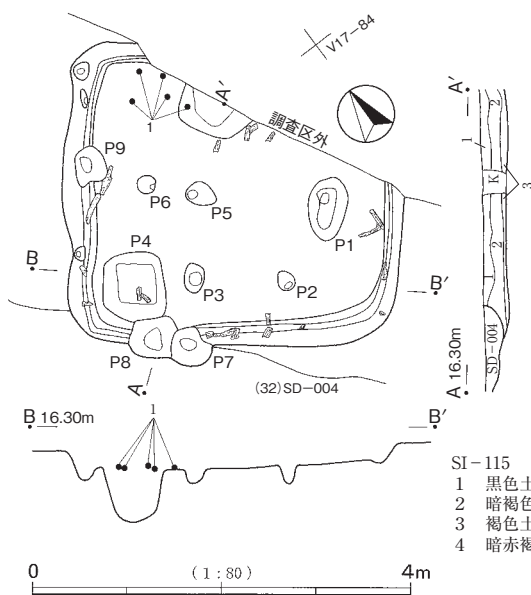 V17-84
A′
調査区外
1
P9
P6
P5
P1
P4
P3
P2
B
B′
P8
P7
A
(32)SD-004
A′
1
2
K
3
2
1
SD-004
A 16.30m
B 16.30m
1
B′
SI-115
1 黒色土
2 暗褐色
3 褐色土
4 暗赤褐
0 (1:80) 4m